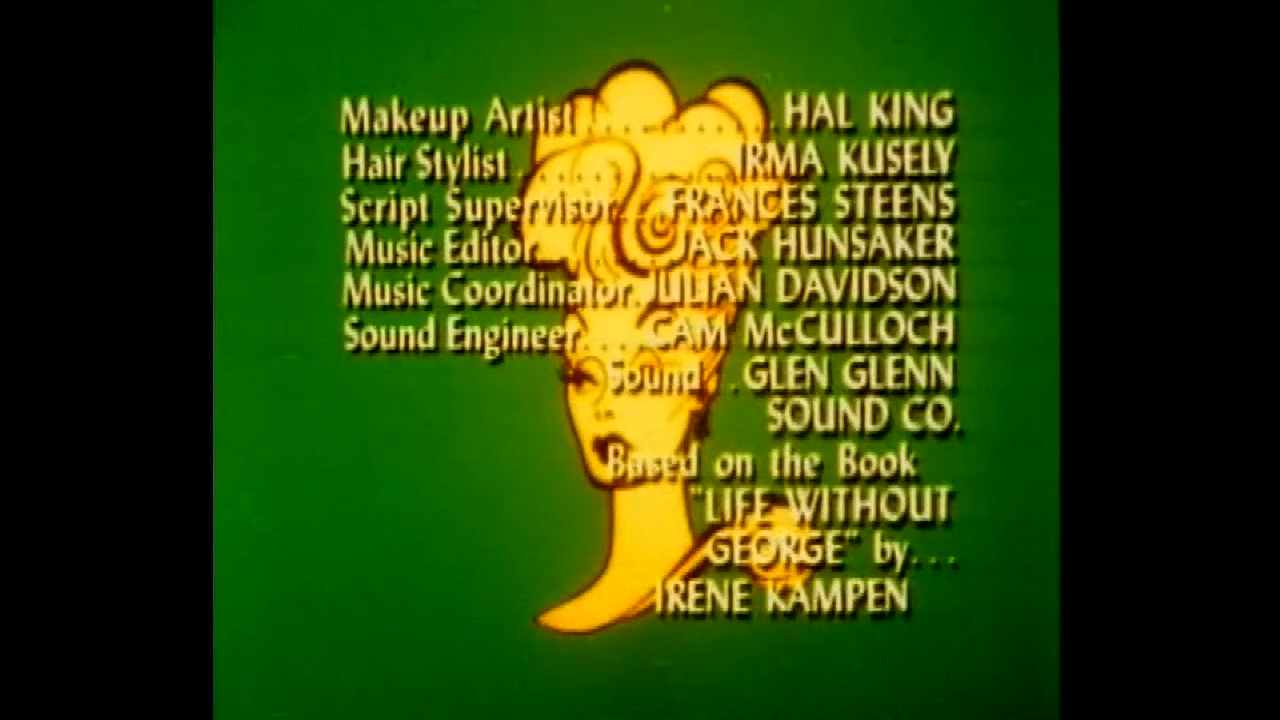 Makeup Artist ............ HAL KING
Hair Stylist ............ IRMA KUSELY
Script Supervisor... FRANCES STEENS
Music Editor............ JACK HUNSAKER
Music Coordinator. JULIAN DAVIDSON
Sound Engineer..... CAM McCULLOCH
Sound...GLEN GLENN
SOUND CO.
Based on the Book
"LIFE WITHOUT
GEORGE" by...
IRENE KAMPEN